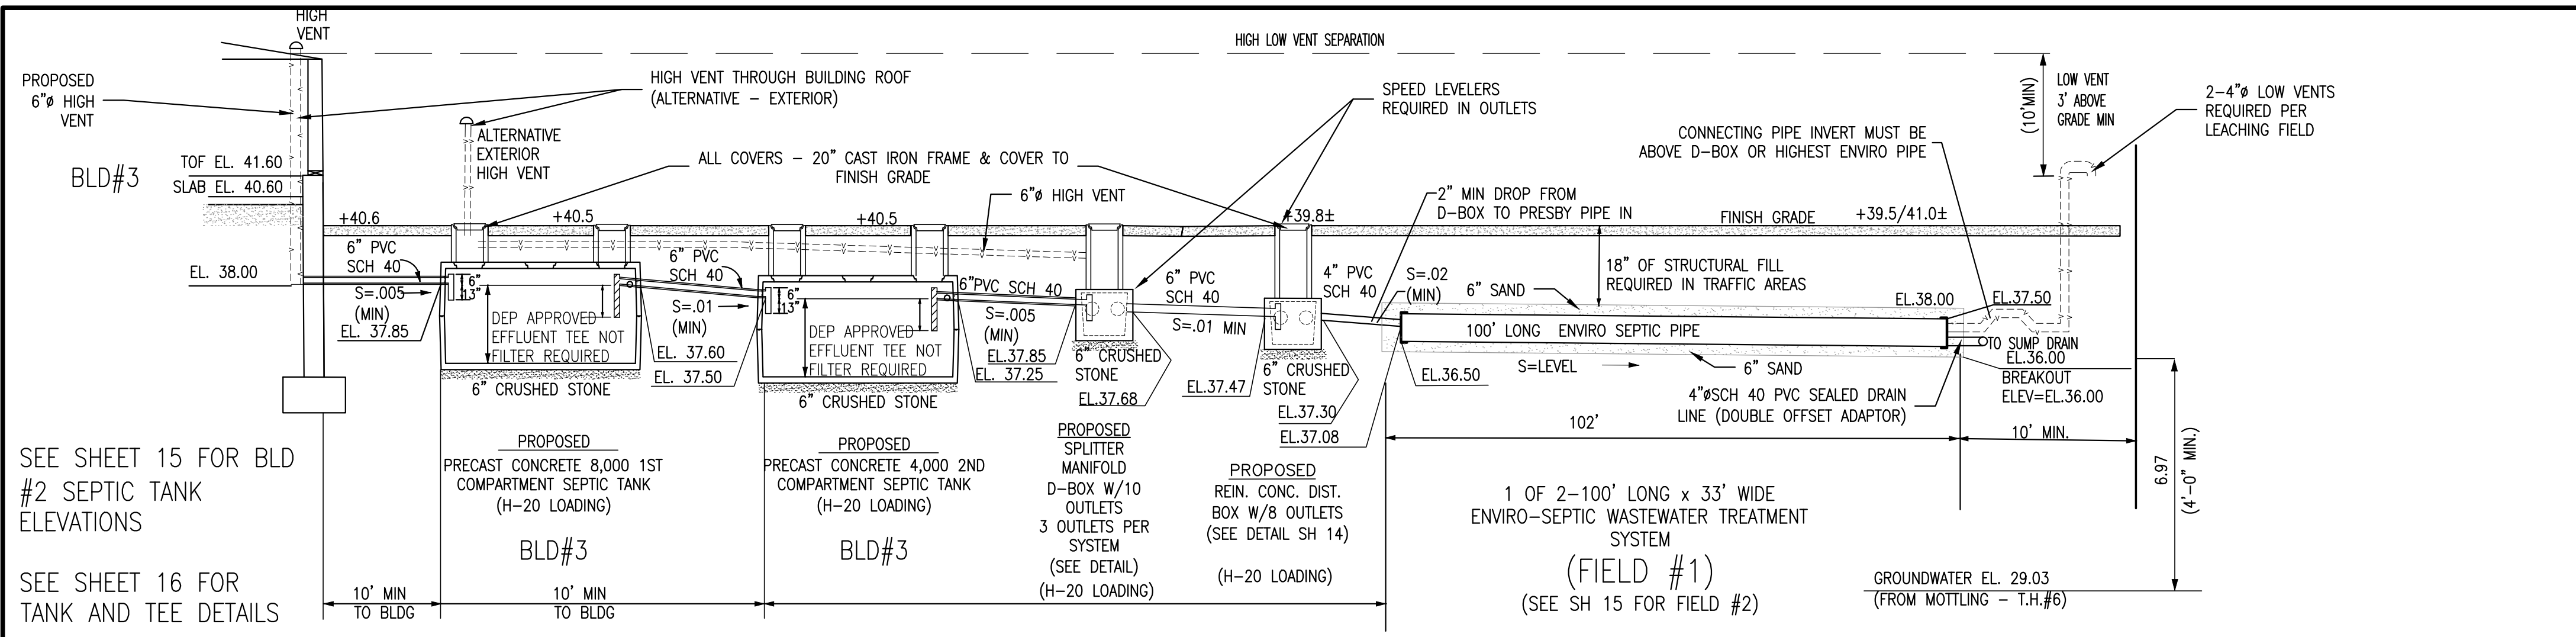 HIGH
VENT
HIGH LOW VENT SEPARATION
PROPOSED
6"ø HIGH
VENT
HIGH VENT THROUGH BUILDING ROOF
(ALTERNATIVE – EXTERIOR)
SPEED LEVELERS
REQUIRED IN OUTLETS
(10'MIN)
LOW VENT
3' ABOVE
GRADE MIN
2–4"ø LOW VENTS
REQUIRED PER
LEACHING FIELD
CONNECTING PIPE INVERT MUST BE
ABOVE D–BOX OR HIGHEST ENVIRO PIPE
ALTERNATIVE
EXTERIOR
HIGH VENT
ALL COVERS – 20" CAST IRON FRAME & COVER TO
FINISH GRADE
BLD#3
TOF EL. 41.60
SLAB EL. 40.60
6"ø HIGH VENT
2" MIN DROP FROM
D–BOX TO PRESBY PIPE IN
+40.6
+40.5
+40.5
+39.8±
FINISH GRADE
+39.5/41.0±
EL. 38.00
6" PVC
SCH 40
S=.005
(MIN)
EL. 37.85
6"
13"
DEP APPROVED
EFFLUENT TEE NOT
FILTER REQUIRED
6" CRUSHED STONE
6" PVC
SCH 40
S=.01
(MIN)
EL. 37.60
EL. 37.50
6"
13"
DEP APPROVED
EFFLUENT TEE NOT
FILTER REQUIRED
6" CRUSHED STONE
6"PVC SCH 40
S=.005
(MIN)
EL.37.85
EL. 37.25
6" CRUSHED
STONE
EL.37.68
6" PVC
SCH 40
S=.01 MIN
EL.37.47
6" CRUSHED
STONE
EL.37.30
EL.37.08
4" PVC
SCH 40
S=.02
(MIN)
6" SAND
18" OF STRUCTURAL FILL
REQUIRED IN TRAFFIC AREAS
EL.38.00
EL.37.50
100' LONG ENVIRO SEPTIC PIPE
TO SUMP DRAIN
EL.36.00
BREAKOUT
ELEV=EL.36.00
EL.36.50
S=LEVEL
6" SAND
4"øSCH 40 PVC SEALED DRAIN
LINE (DOUBLE OFFSET ADAPTOR)
102'
10' MIN.
6.97
(4'–0" MIN.)
SEE SHEET 15 FOR BLD
#2 SEPTIC TANK
ELEVATIONS
SEE SHEET 16 FOR
TANK AND TEE DETAILS
PROPOSED
PRECAST CONCRETE 8,000 1ST
COMPARTMENT SEPTIC TANK
(H–20 LOADING)
BLD#3
PROPOSED
PRECAST CONCRETE 4,000 2ND
COMPARTMENT SEPTIC TANK
(H–20 LOADING)
BLD#3
PROPOSED
SPLITTER
MANIFOLD
D–BOX W/10
OUTLETS
3 OUTLETS PER
SYSTEM
(SEE DETAIL)
(H–20 LOADING)
PROPOSED
REIN. CONC. DIST.
BOX W/8 OUTLETS
(SEE DETAIL SH 14)
(H–20 LOADING)
1 OF 2–100' LONG x 33' WIDE
ENVIRO–SEPTIC WASTEWATER TREATMENT
SYSTEM
(FIELD #1)
(SEE SH 15 FOR FIELD #2)
GROUNDWATER EL. 29.03
(FROM MOTTLING – T.H.#6)
10' MIN
TO BLDG
10' MIN
TO BLDG